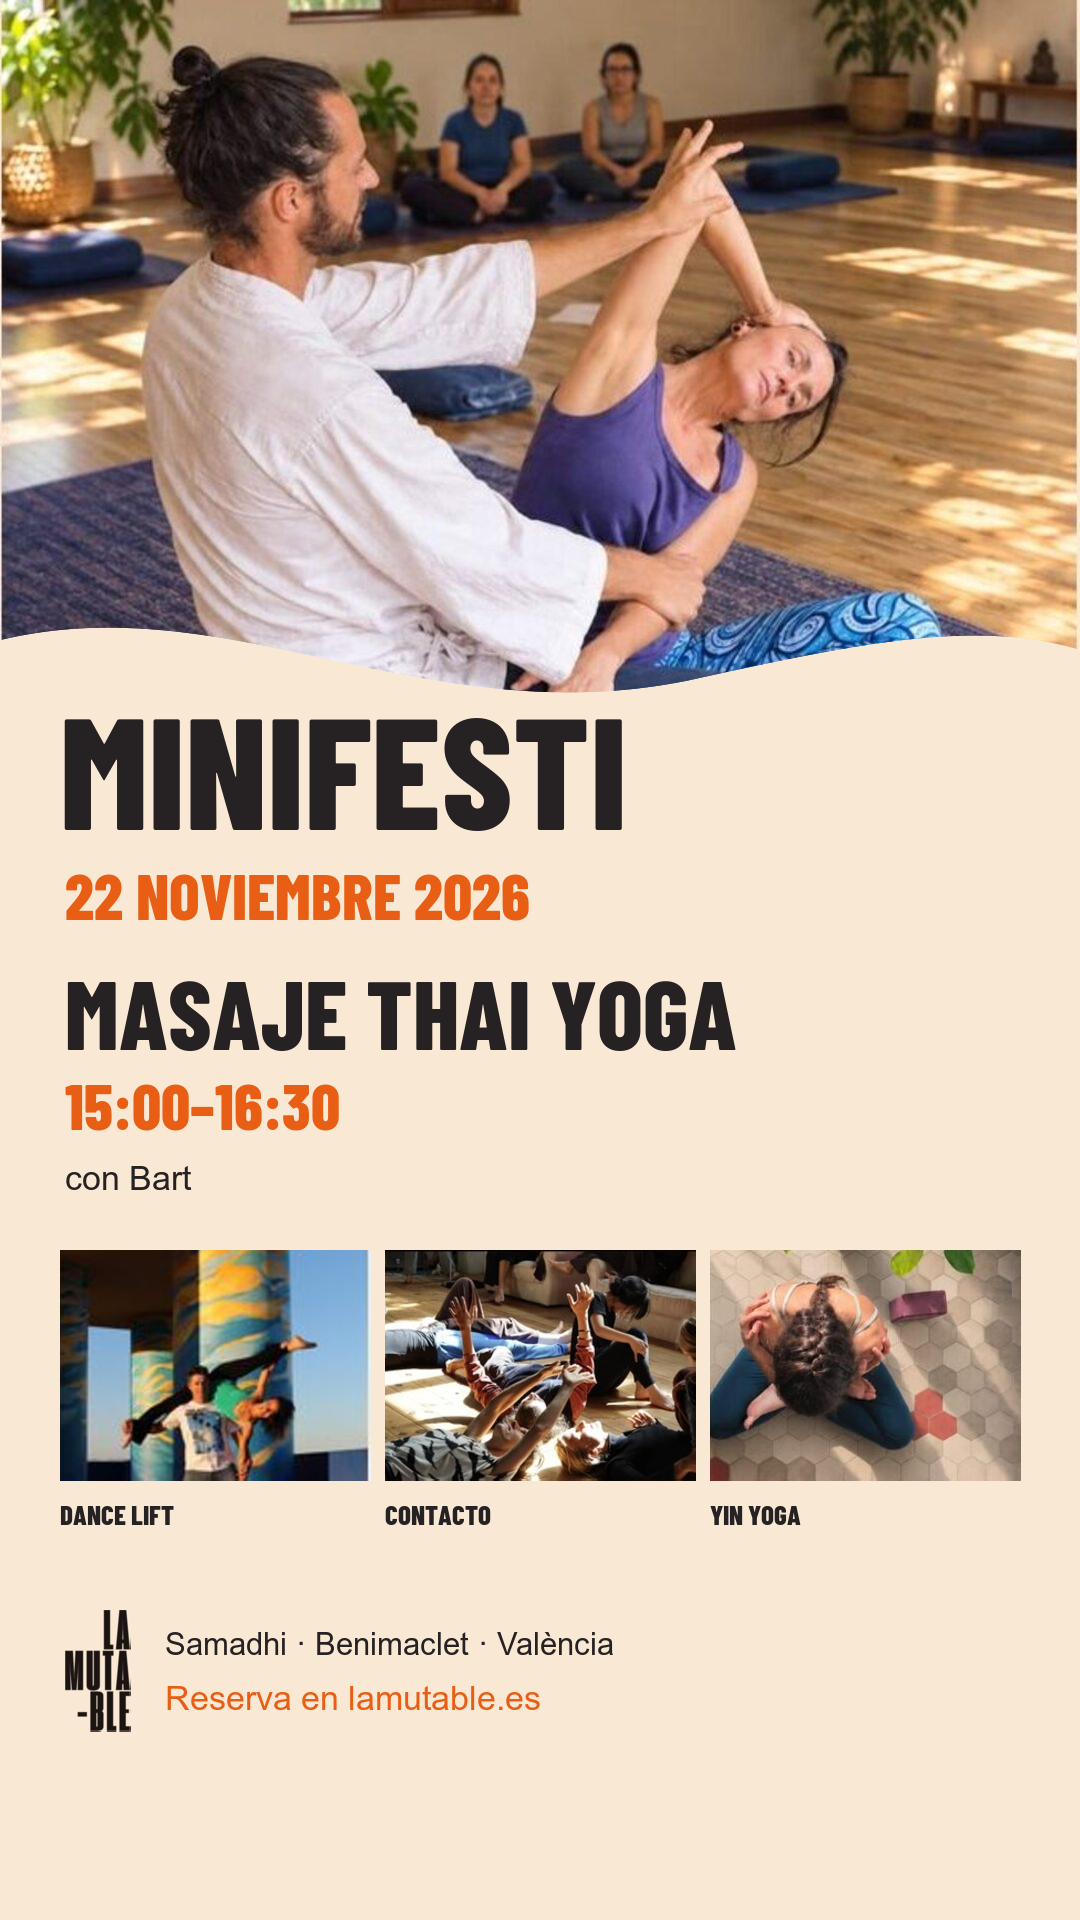 MINIFESTI
22 NOVIEMBRE 2026
MASAJE THAI YOGA
15:00–16:30
con Bart
DANCE LIFT
CONTACTO
YIN YOGA
LA
MUTA
-BLE
Samadhi · Benimaclet · València
Reserva en lamutable.es